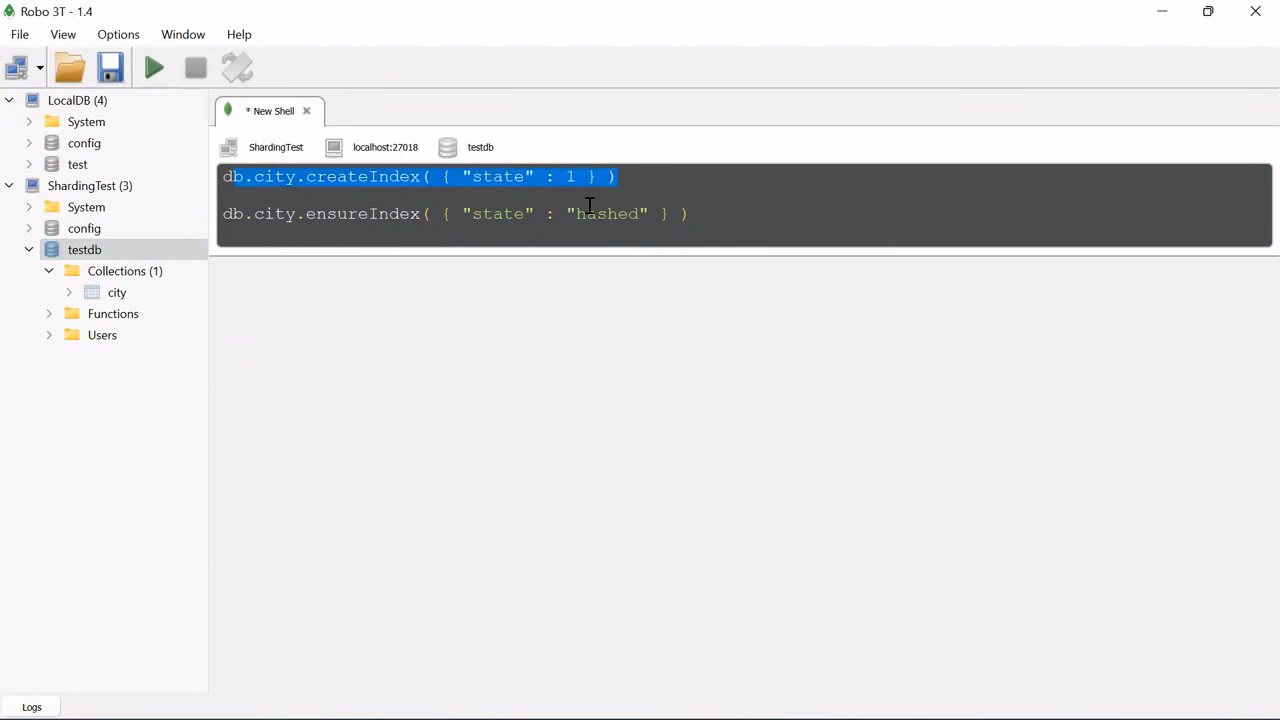 Robo 3T - 1.4
File View Options Window Help
LocalDB (4)
System
config
test
ShardingTest (3)
System
config
testdb
Collections (1)
city
Functions
Users
* New Shell
ShardingTest localhost:27018 testdb
db.city.createIndex( { "state" : 1 } )
db.city.ensureIndex( { "state" : "hashed" } )
Logs